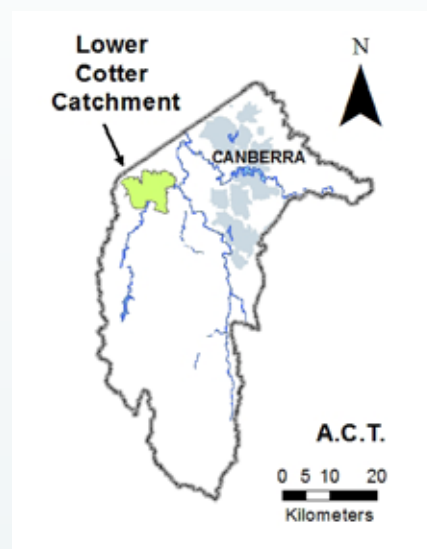 Lower
Cotter
Catchment
N
CANBERRA
A.C.T.
0 5 10 20
Kilometers